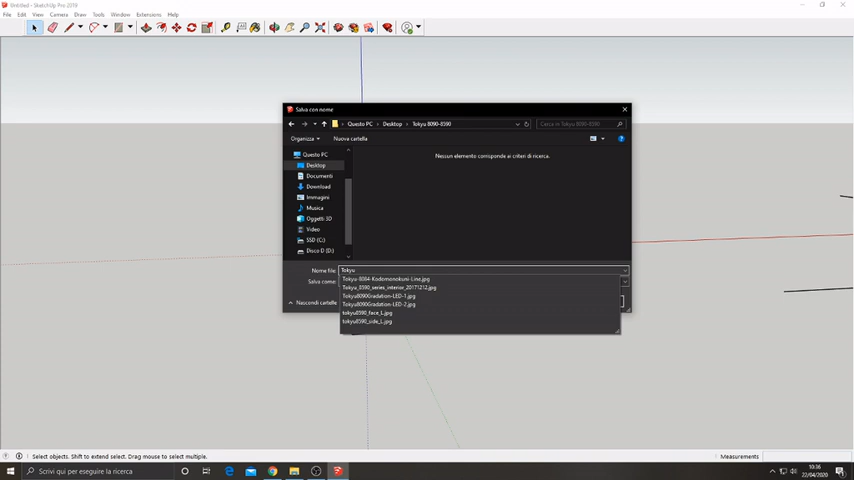 Untitled - SketchUp Pro 2019
File Edit View Camera Draw Tools Window Extensions Help
Salva con nome
Questo PC > Desktop > Tokyu 8090-8590
Cerca in Tokyu 8090-8590
Organizza Nuova cartella
Questo PC
Desktop
Documenti
Download
Immagini
Musica
Oggetti 3D
Video
SSD (C:)
Disco D (D:)
Nessun elemento corrisponde ai criteri di ricerca.
Nome file: Tokyu
Salva come:
Tokyu-8084-Kodomonokuni-Line.jpg
Tokyu_8590_series_interior_20171212.jpg
Tokyu8090Gradation-LED-1.jpg
Tokyu8090Gradation-LED-2.jpg
tokyu8590_face_L.jpg
tokyu8590_side_L.jpg
Nascondi cartelle
Select objects. Shift to extend select. Drag mouse to select multiple.
Measurements
Scrivi qui per eseguire la ricerca
10:36
22/04/2020